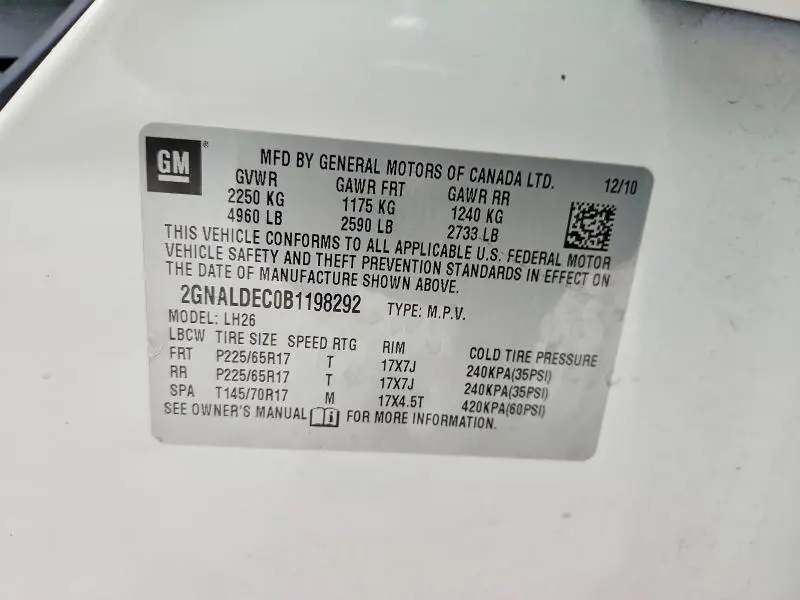 GM
MFD BY GENERAL MOTORS OF CANADA LTD. 12/10
GVWR GAWR FRT GAWR RR
2250 KG 1175 KG 1240 KG
4960 LB 2590 LB 2733 LB
THIS VEHICLE CONFORMS TO ALL APPLICABLE U.S. FEDERAL MOTOR
VEHICLE SAFETY AND THEFT PREVENTION STANDARDS IN EFFECT ON
THE DATE OF MANUFACTURE SHOWN ABOVE.
2GNALDEC0B1198292 TYPE: M.P.V.
MODEL: LH26
LBCW TIRE SIZE SPEED RTG RIM COLD TIRE PRESSURE
FRT P225/65R17 T 17X7J 240KPA(35PSI)
RR P225/65R17 T 17X7J 240KPA(35PSI)
SPA T145/70R17 M 17X4.5T 420KPA(60PSI)
SEE OWNER'S MANUAL i FOR MORE INFORMATION.